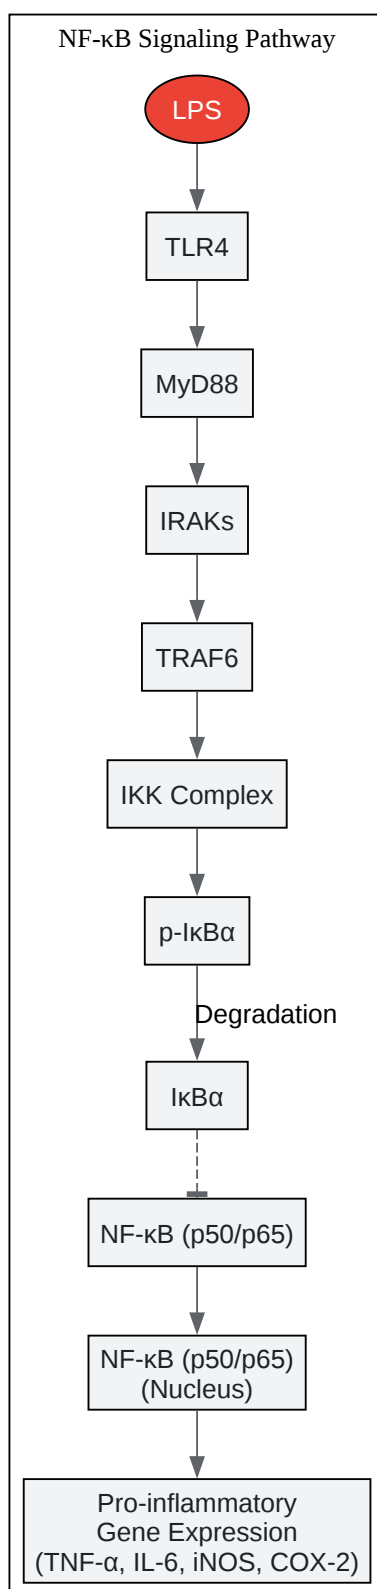 NF-κB Signaling Pathway
LPS
TLR4
MyD88
IRAKs
TRAF6
IKK Complex
p-IκBα
Degradation
IκBα
NF-κB (p50/p65)
NF-κB (p50/p65)
(Nucleus)
Pro-inflammatory
Gene Expression
(TNF-α, IL-6, iNOS, COX-2)